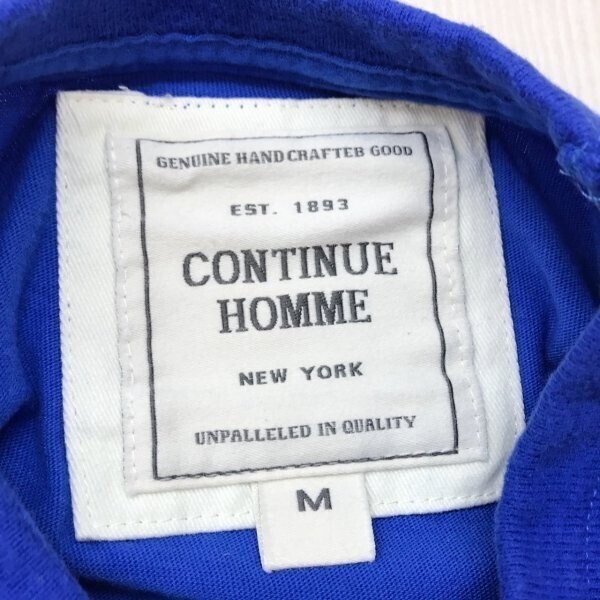 GENUINE HAND CRAFTEB GOOD
EST. 1893
CONTINUE
HOMME
NEW YORK
UNPALLELED IN QUALITY
M